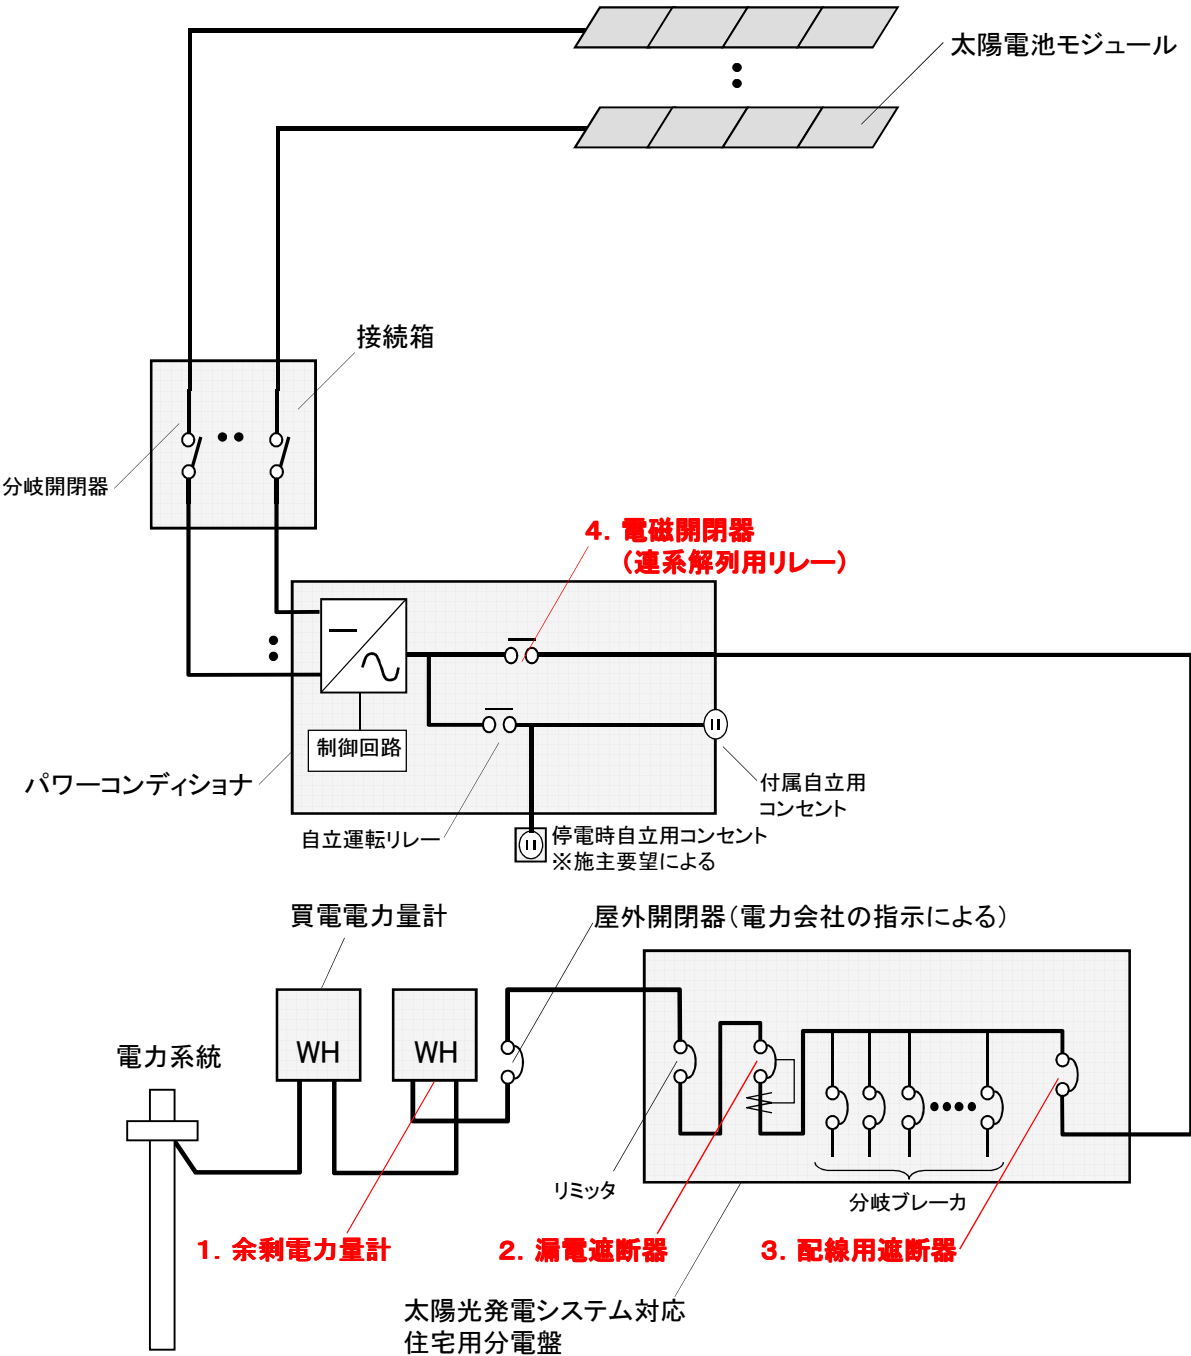 太陽電池モジュール
接続箱
分岐開閉器
4. 電磁開閉器
(連系解列用リレー)
制御回路
パワーコンディショナ
付属自立用
コンセント
自立運転リレー
停電時自立用コンセント
※施主要望による
買電電力量計
屋外開閉器(電力会社の指示による)
WH
WH
電力系統
リミッタ
分岐ブレーカ
1. 余剰電力量計
2. 漏電遮断器
3. 配線用遮断器
太陽光発電システム対応
住宅用分電盤